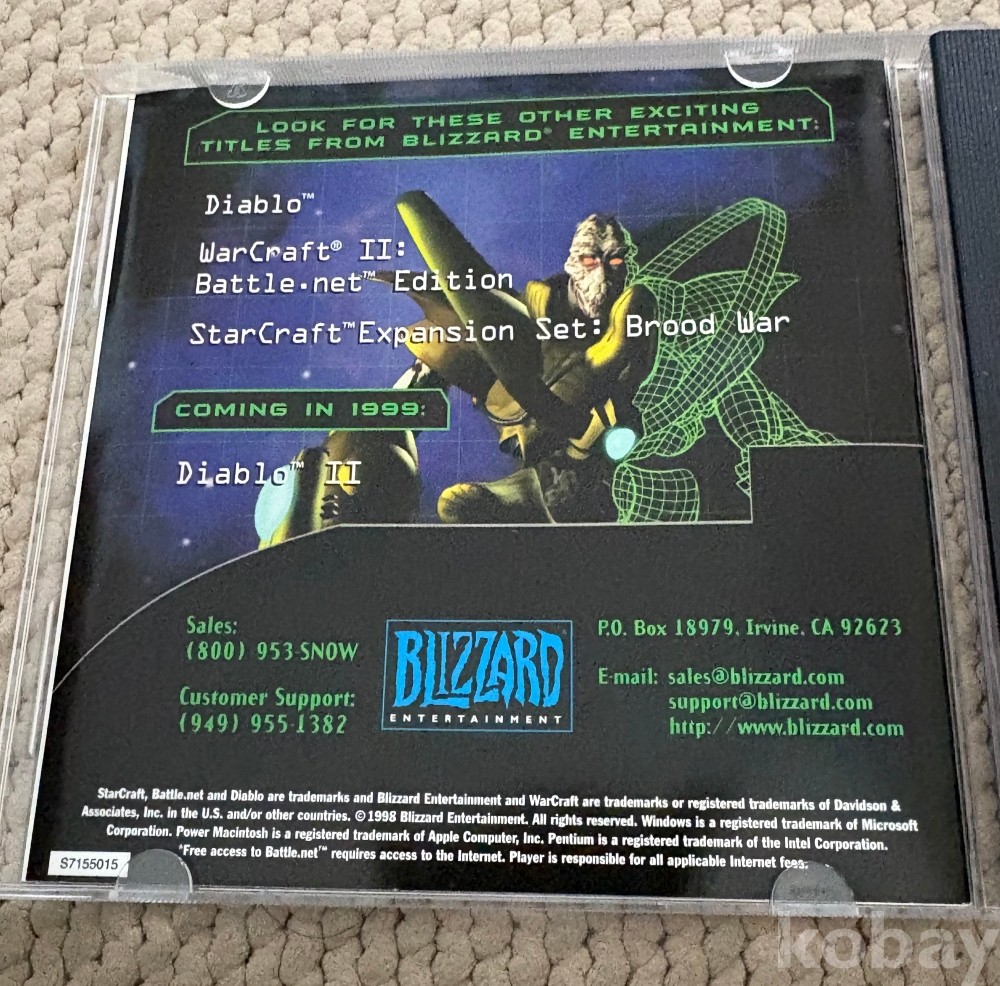 LOOK FOR THESE OTHER EXCITING
TITLES FROM BLIZZARD® ENTERTAINMENT:
Diablo™
WarCraft® II:
Battle.net™ Edition
StarCraft™ Expansion Set: Brood War
COMING IN 1999:
Diablo™ II
Sales:
(800) 953-SNOW
Customer Support:
(949) 955-1382
BLIZZARD®
ENTERTAINMENT
P.O. Box 18979, Irvine, CA 92623
E-mail: sales@blizzard.com
support@blizzard.com
http://www.blizzard.com
StarCraft, Battle.net and Diablo are trademarks and Blizzard Entertainment and WarCraft are trademarks or registered trademarks of Davidson &
Associates, Inc. in the U.S. and/or other countries. ©1998 Blizzard Entertainment. All rights reserved. Windows is a registered trademark of Microsoft
Corporation. Power Macintosh is a registered trademark of Apple Computer, Inc. Pentium is a registered trademark of the Intel Corporation.
*Free access to Battle.net™ requires access to the Internet. Player is responsible for all applicable Internet fees.
S7155015
kobay